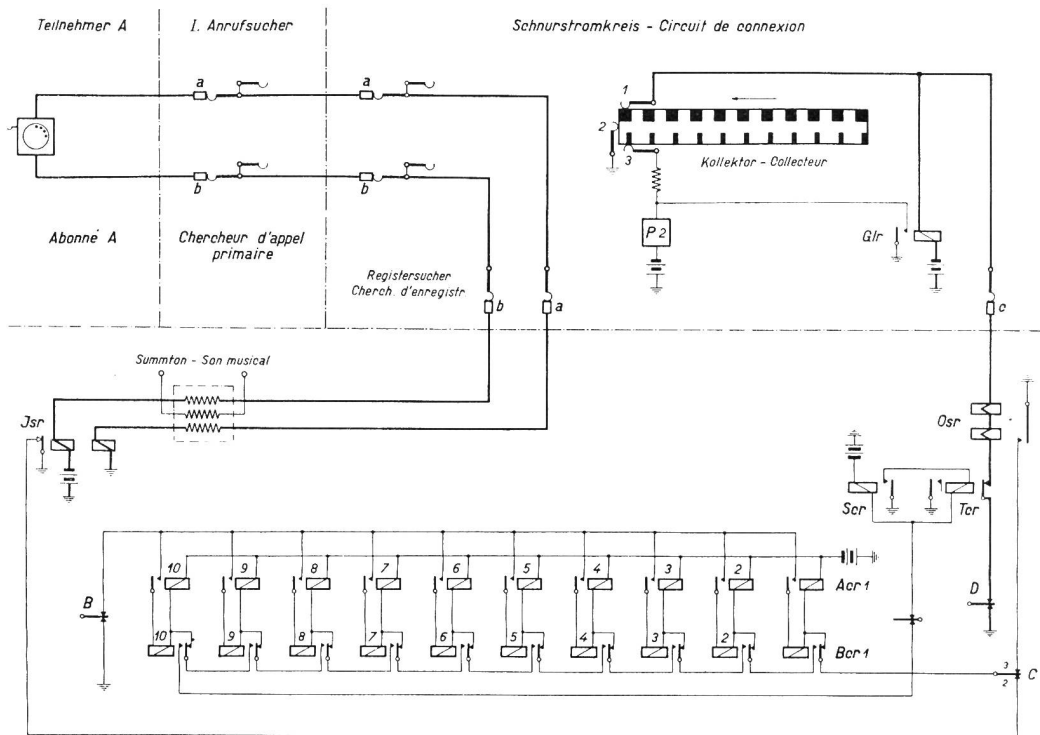 Teilnehmer A
I. Anrufsucher
Schnurstromkreis - Circuit de connexion
a
a
1
2
3
Kollektor - Collecteur
b
b
P 2
Glr
Abonné A
Chercheur d'appel
primaire
Registersucher
Cherch. d'enregistr.
b
a
c
Summton - Son musical
Jsr
Osr
Scr
Tcr
10
9
8
7
6
5
4
3
2
Acr 1
B
D
10
9
8
7
6
5
4
3
2
Bcr 1
3
2
C